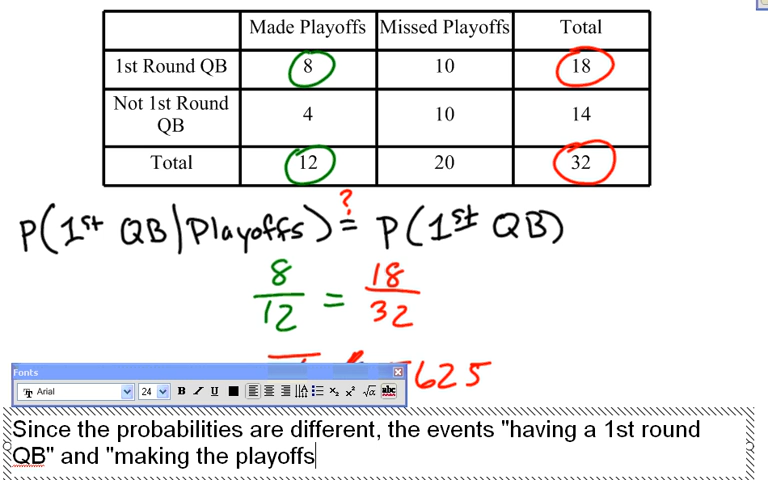 Made Playoffs Missed Playoffs Total
1st Round QB 8 10 18
Not 1st Round QB 4 10 14
Total 12 20 32
?
P(1st QB|Playoffs) = P(1st QB)
8/12 = 18/32
625
Fonts
Arial 24 B I U abc
Since the probabilities are different, the events "having a 1st round
QB" and "making the playoffs